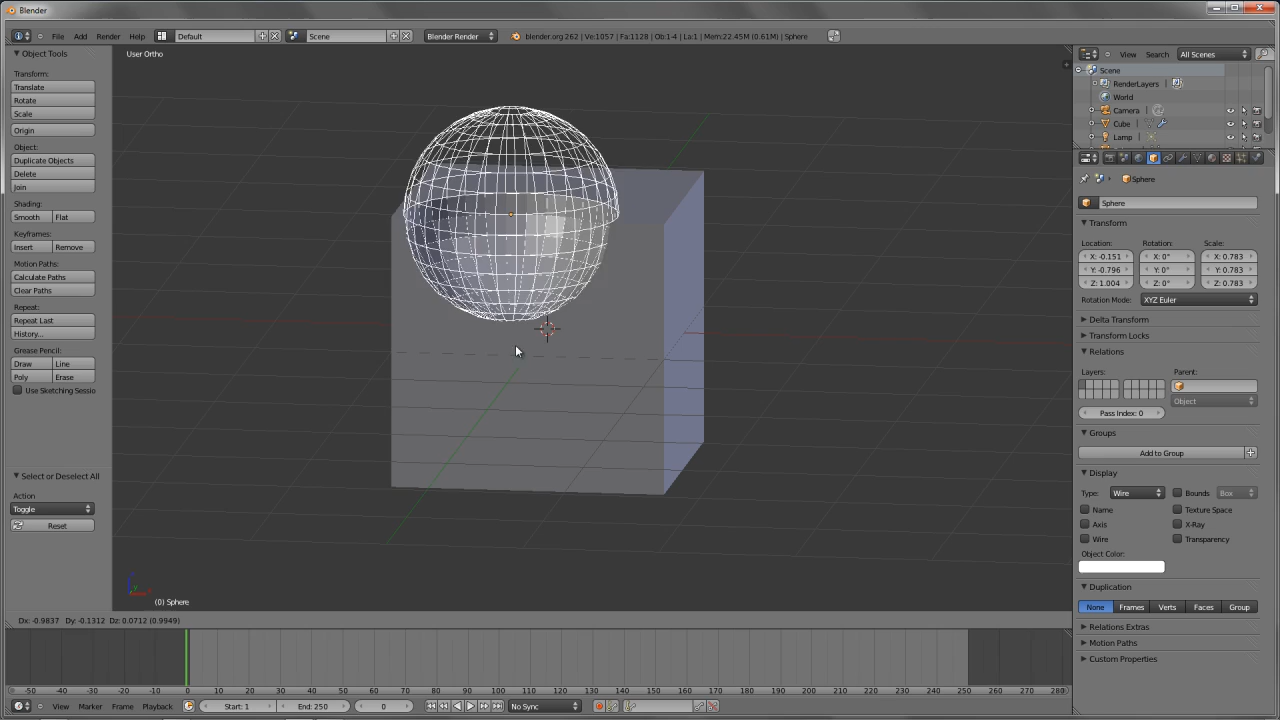 Blender
File Add Render Help Default Scene Blender Render blender.org 262 | Ve:1057 | Fa:1128 | Ob:1-4 | La:1 | Mem:22.45M (0.61M) | Sphere
Object Tools
Transform:
Translate
Rotate
Scale
Origin
Object:
Duplicate Objects
Delete
Join
Shading:
Smooth Flat
Keyframes:
Insert Remove
Motion Paths:
Calculate Paths
Clear Paths
Repeat:
Repeat Last
History...
Grease Pencil:
Draw Line
Poly Erase
Use Sketching Sessio
Select or Deselect All
Action
Toggle
Reset
User Ortho
(0) Sphere
Dx: -0.9837 Dy: -0.1312 Dz: 0.0712 (0.9949)
View Search All Scenes
Scene
RenderLayers
World
Camera
Cube
Lamp
Sphere
Sphere
Transform
Location: Rotation: Scale:
X: -0.151 X: 0° X: 0.783
Y: -0.796 Y: 0° Y: 0.783
Z: 1.004 Z: 0° Z: 0.783
Rotation Mode: XYZ Euler
Delta Transform
Transform Locks
Relations
Layers: Parent:
Object
Pass Index: 0
Groups
Add to Group
Display
Type: Wire Bounds Box
Name Texture Space
Axis X-Ray
Wire Transparency
Object Color:
Duplication
None Frames Verts Faces Group
Relations Extras
Motion Paths
Custom Properties
-50 -40 -30 -20 -10 0 10 20 30 40 50 60 70 80 90 100 110 120 130 140 150 160 170 180 190 200 210 220 230 240 250 260 270 280
View Marker Frame Playback Start: 1 End: 250 0 No Sync